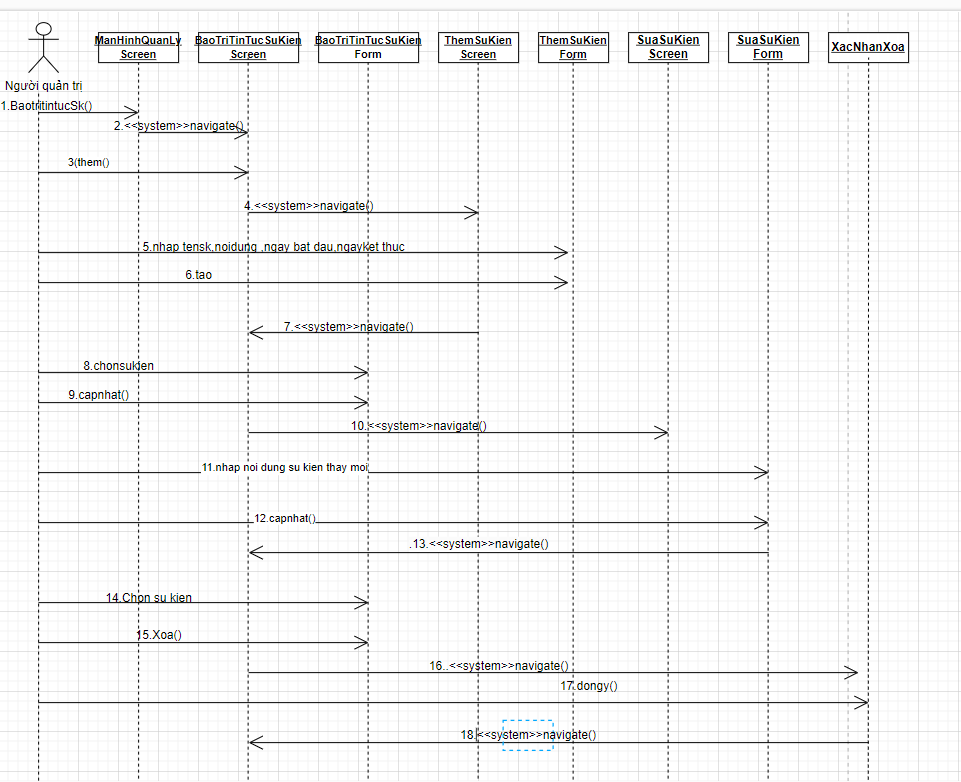 ManHinhQuanLy
Screen
BaoTriTinTucSuKien
Screen
BaoTriTinTucSuKien
Form
ThemSuKien
Screen
ThemSuKien
Form
SuaSuKien
Screen
SuaSuKien
Form
XacNhanXoa
Người quản trị
1.BaotritintucSk()
2.<<system>>navigate()
3(them()
4.<<system>>navigate()
5.nhap tensk,noidung ,ngay bat dau,ngayket thuc
6.tao
7.<<system>>navigate()
8.chonsukien
9.capnhat()
10.<<system>>navigate()
11.nhap noi dung su kien thay moi
12.capnhat()
.13.<<system>>navigate()
14.Chon su kien
15.Xoa()
16..<<system>>navigate()
17.dongy()
18.<<system>>navigate()